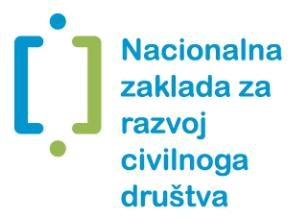 Nacionalna
zaklada za
razvoj
civilnoga
društva